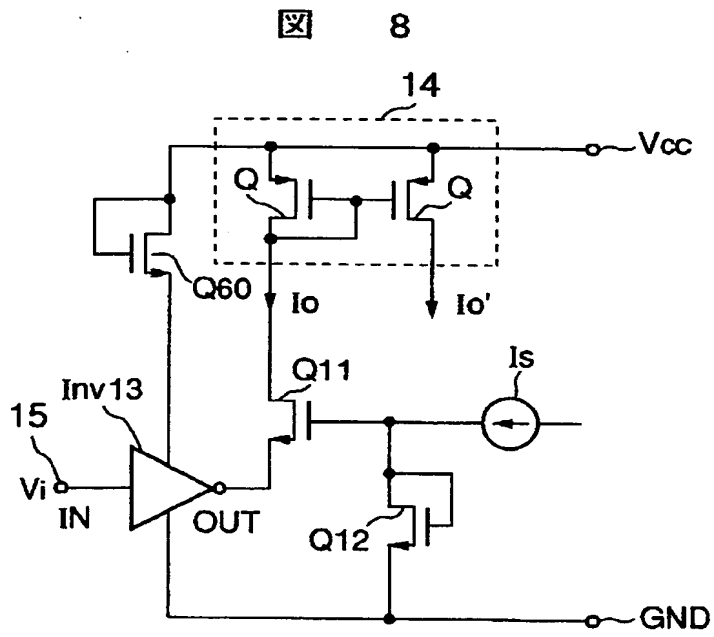 図 8
14
Vcc
Q
Q
Q60
Io
Io'
Q11
Is
Inv13
15
Vi
IN
OUT
Q12
GND